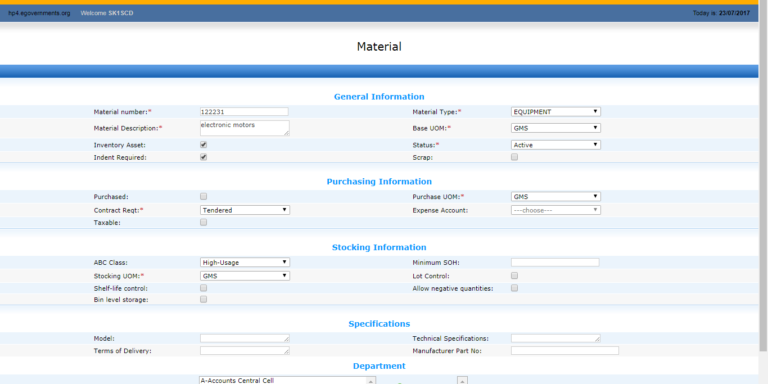 hp4.egovernments.org Welcome SK1SCD Today is: 23/07/2017
Material
General Information
Material number:* 122231 Material Type:* EQUIPMENT
Material Description:* electronic motors Base UOM:* GMS
Inventory Asset: Status:* Active
Indent Required: Scrap:
Purchasing Information
Purchased: Purchase UOM:* GMS
Contract Reqt:* Tendered Expense Account: ---choose---
Taxable:
Stocking Information
ABC Class: High-Usage Minimum SOH:
Stocking UOM:* GMS Lot Control:
Shelf-life control: Allow negative quantities:
Bin level storage:
Specifications
Model: Technical Specifications:
Terms of Delivery: Manufacturer Part No:
Department
A-Accounts Central Cell